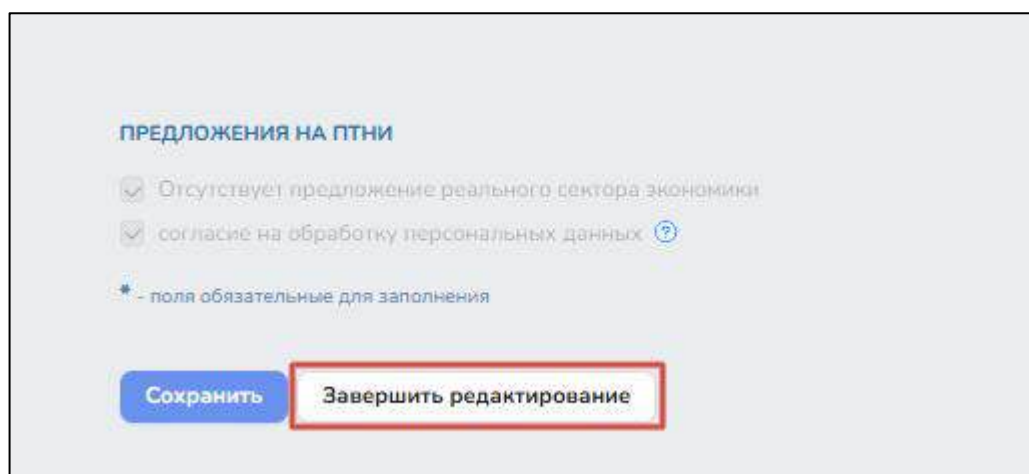 ПРЕДЛОЖЕНИЯ НА ПТНИ
Отсутствует предложение реального сектора экономики
согласие на обработку персональных данных ?
* - поля обязательные для заполнения
Сохранить Завершить редактирование